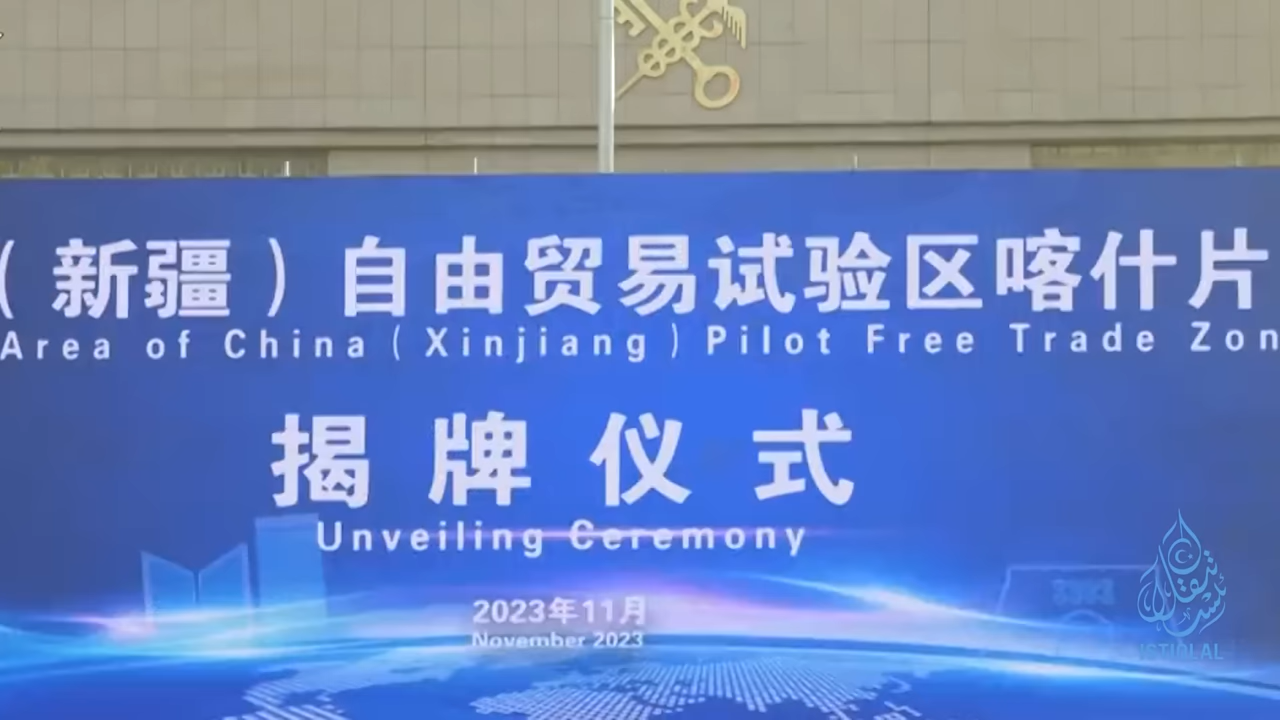 （新疆）自由贸易试验区喀什片
Area of China (Xinjiang) Pilot Free Trade Zon
揭牌仪式
Unveiling Ceremony
2023年11月
November 2023
ISTIQLAL